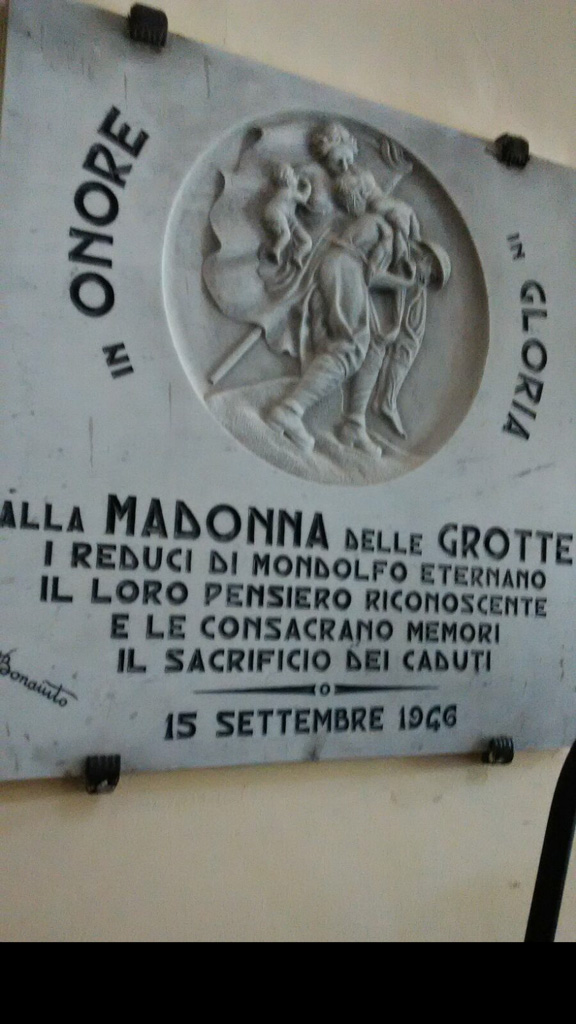 IN ONORE
IN GLORIA
ALLA MADONNA DELLE GROTTE
I REDUCI DI MONDOLFO ETERNANO
IL LORO PENSIERO RICONOSCENTE
E LE CONSACRANO MEMORI
IL SACRIFICIO DEI CADUTI
Bonaiuto
15 SETTEMBRE 1946